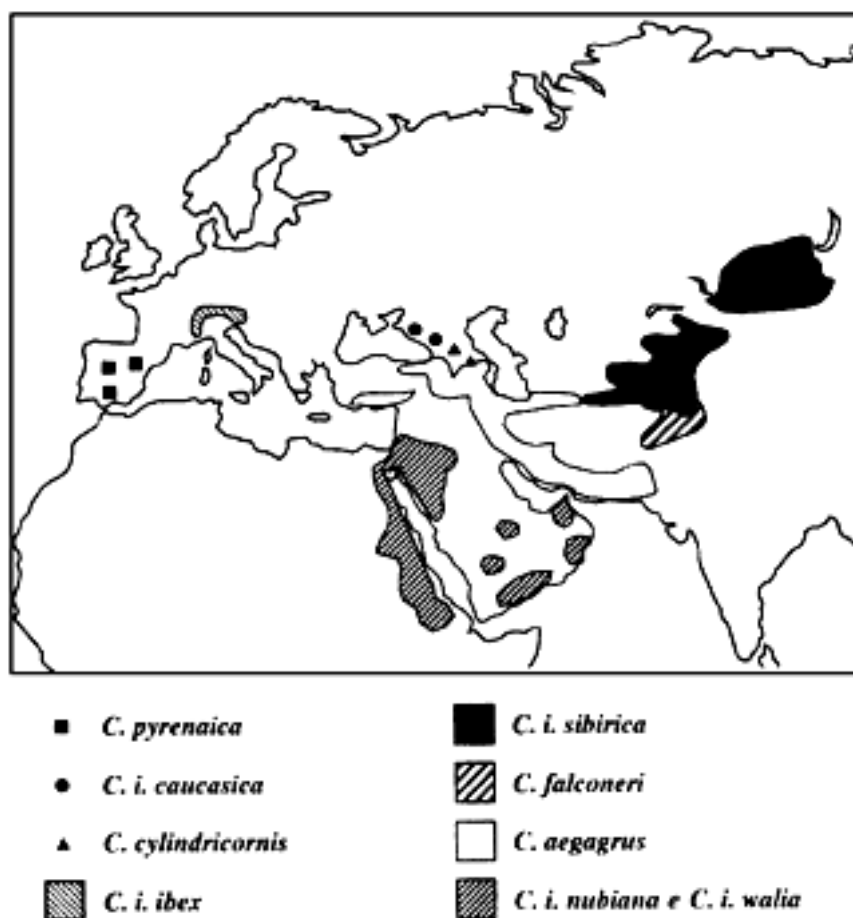 C. pyrenaica
C. i. caucasica
C. cylindricornis
C. i. ibex
C. i. sibirica
C. falconeri
C. aegagrus
C. i. nubiana e C. i. walia